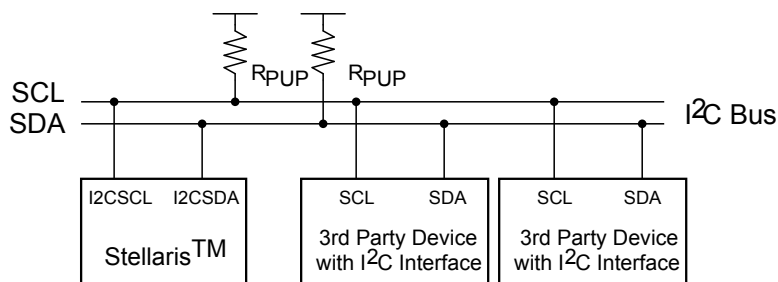 RPUP RPUP
SCL
SDA
I2C Bus
I2CSCL I2CSDA
StellarisTM
SCL SDA
3rd Party Device
with I2C Interface
SCL SDA
3rd Party Device
with I2C Interface